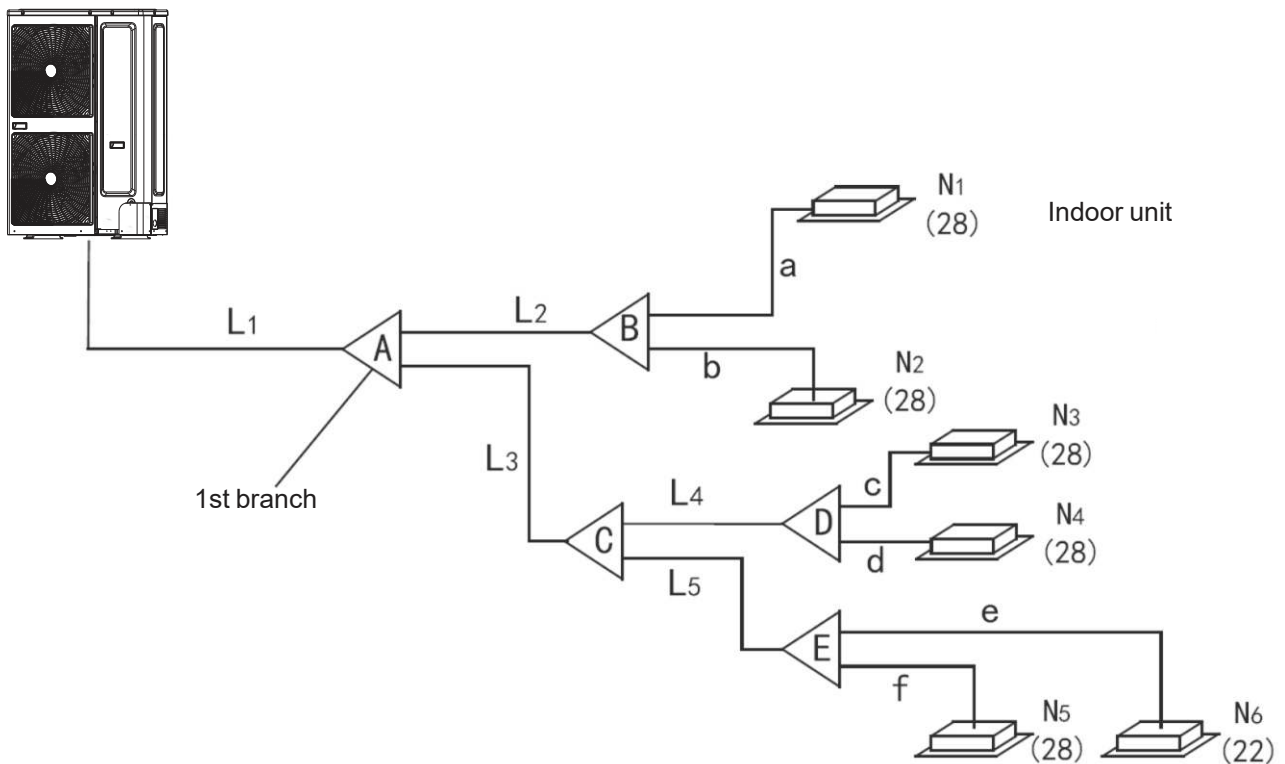 N1
(28)
Indoor unit
a
L1
L2
A
B
b
N2
(28)
L3
1st branch
N3
(28)
L4
c
C
D
N4
(28)
d
L5
e
E
f
N5
(28)
N6
(22)